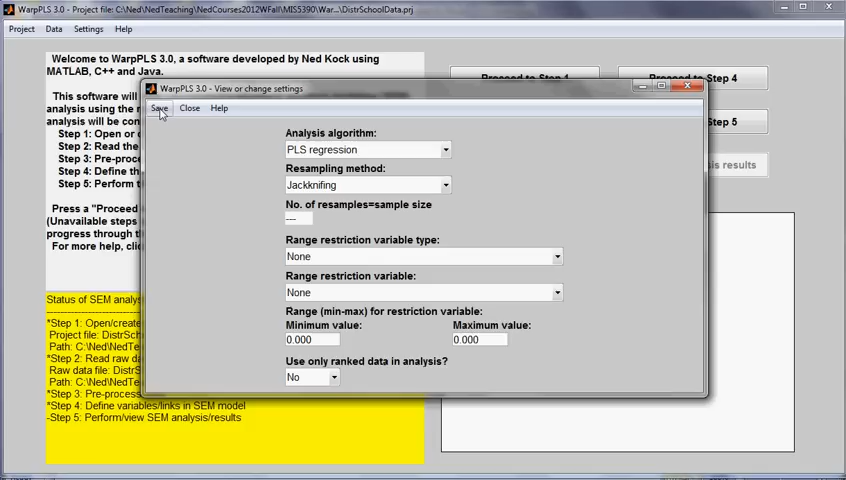 WarpPLS 3.0 - Project file: C:\Ned\NedTeaching\NedCourses2012WFall\MIS5390\War...\DistrSchoolData.prj
Project Data Settings Help
Welcome to WarpPLS 3.0, a software developed by Ned Kock using
MATLAB, C++ and Java.
This software will
analysis using the
analysis will be con
Step 1: Open or c
Step 2: Read the
Step 3: Pre-proce
Step 4: Define th
Step 5: Perform t
Press a "Proceed
(Unavailable steps
progress through t
For more help, clic
Proceed to Step 1
Proceed to Step 4
Step 5
sis results
WarpPLS 3.0 - View or change settings
Save Close Help
Analysis algorithm:
PLS regression
Resampling method:
Jackknifing
No. of resamples=sample size
---
Range restriction variable type:
None
Range restriction variable:
None
Range (min-max) for restriction variable:
Minimum value: Maximum value:
0.000 0.000
Use only ranked data in analysis?
No
Status of SEM analys
*Step 1: Open/create
Project file: DistrScho
Path: C:\Ned\NedTea
*Step 2: Read raw da
Raw data file: DistrS
Path: C:\Ned\NedTe
*Step 3: Pre-process
*Step 4: Define variables/links in SEM model
-Step 5: Perform/view SEM analysis/results